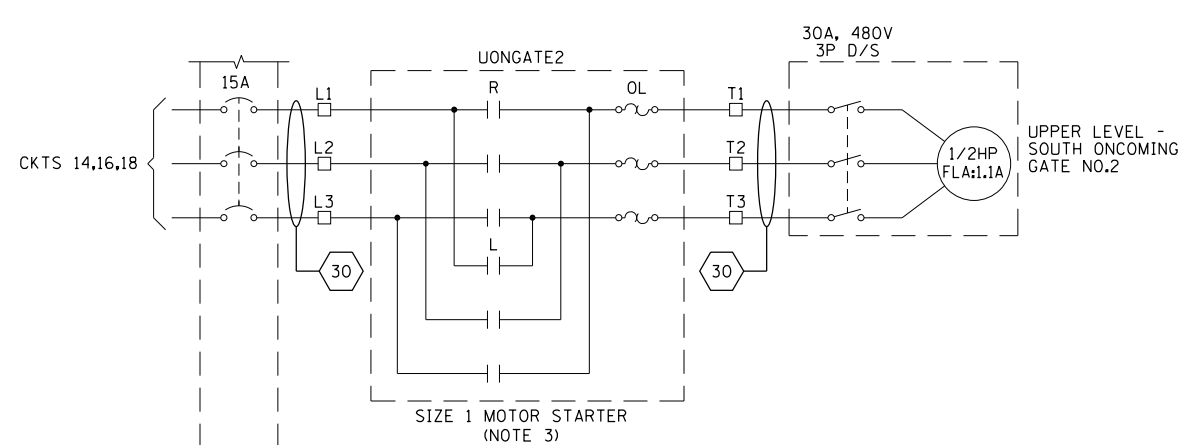 30A, 480V
3P D/S
UONGATE2
15A
L1
R
OL
T1
CKTS 14,16,18
L2
T2
1/2HP
FLA:1.1A
UPPER LEVEL -
SOUTH ONCOMING
GATE NO.2
L3
T3
L
30
30
SIZE 1 MOTOR STARTER
(NOTE 3)